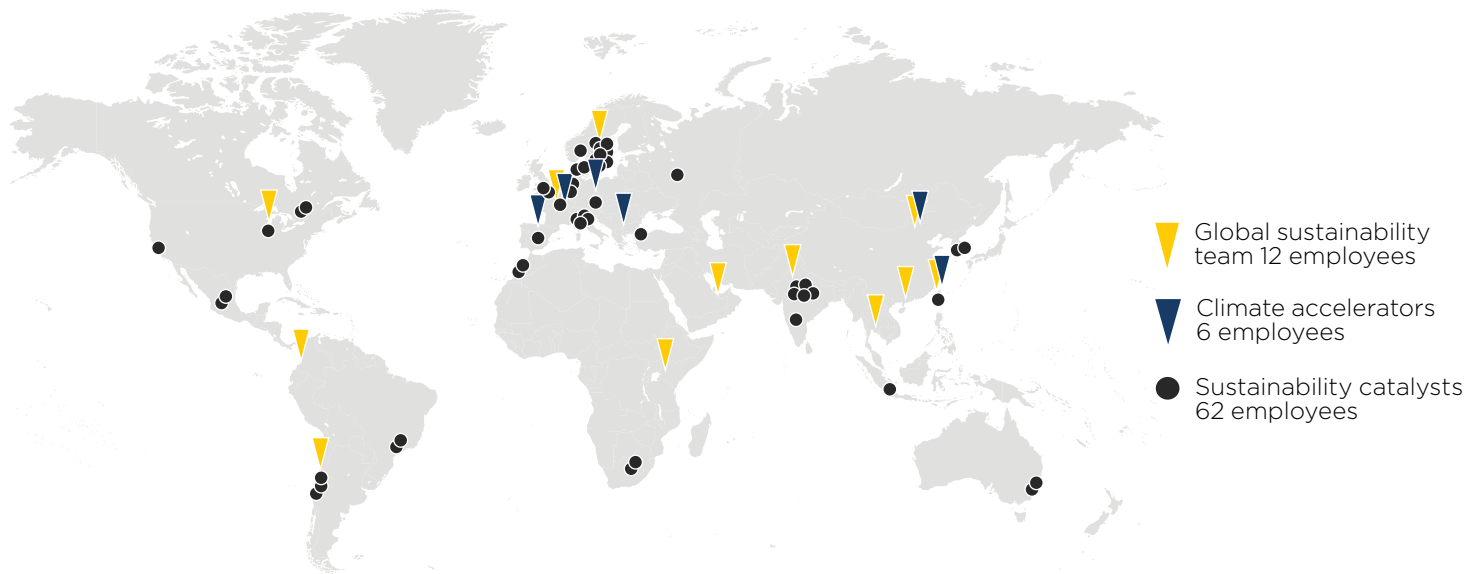 Global sustainability
team 12 employees
Climate accelerators
6 employees
Sustainability catalysts
62 employees